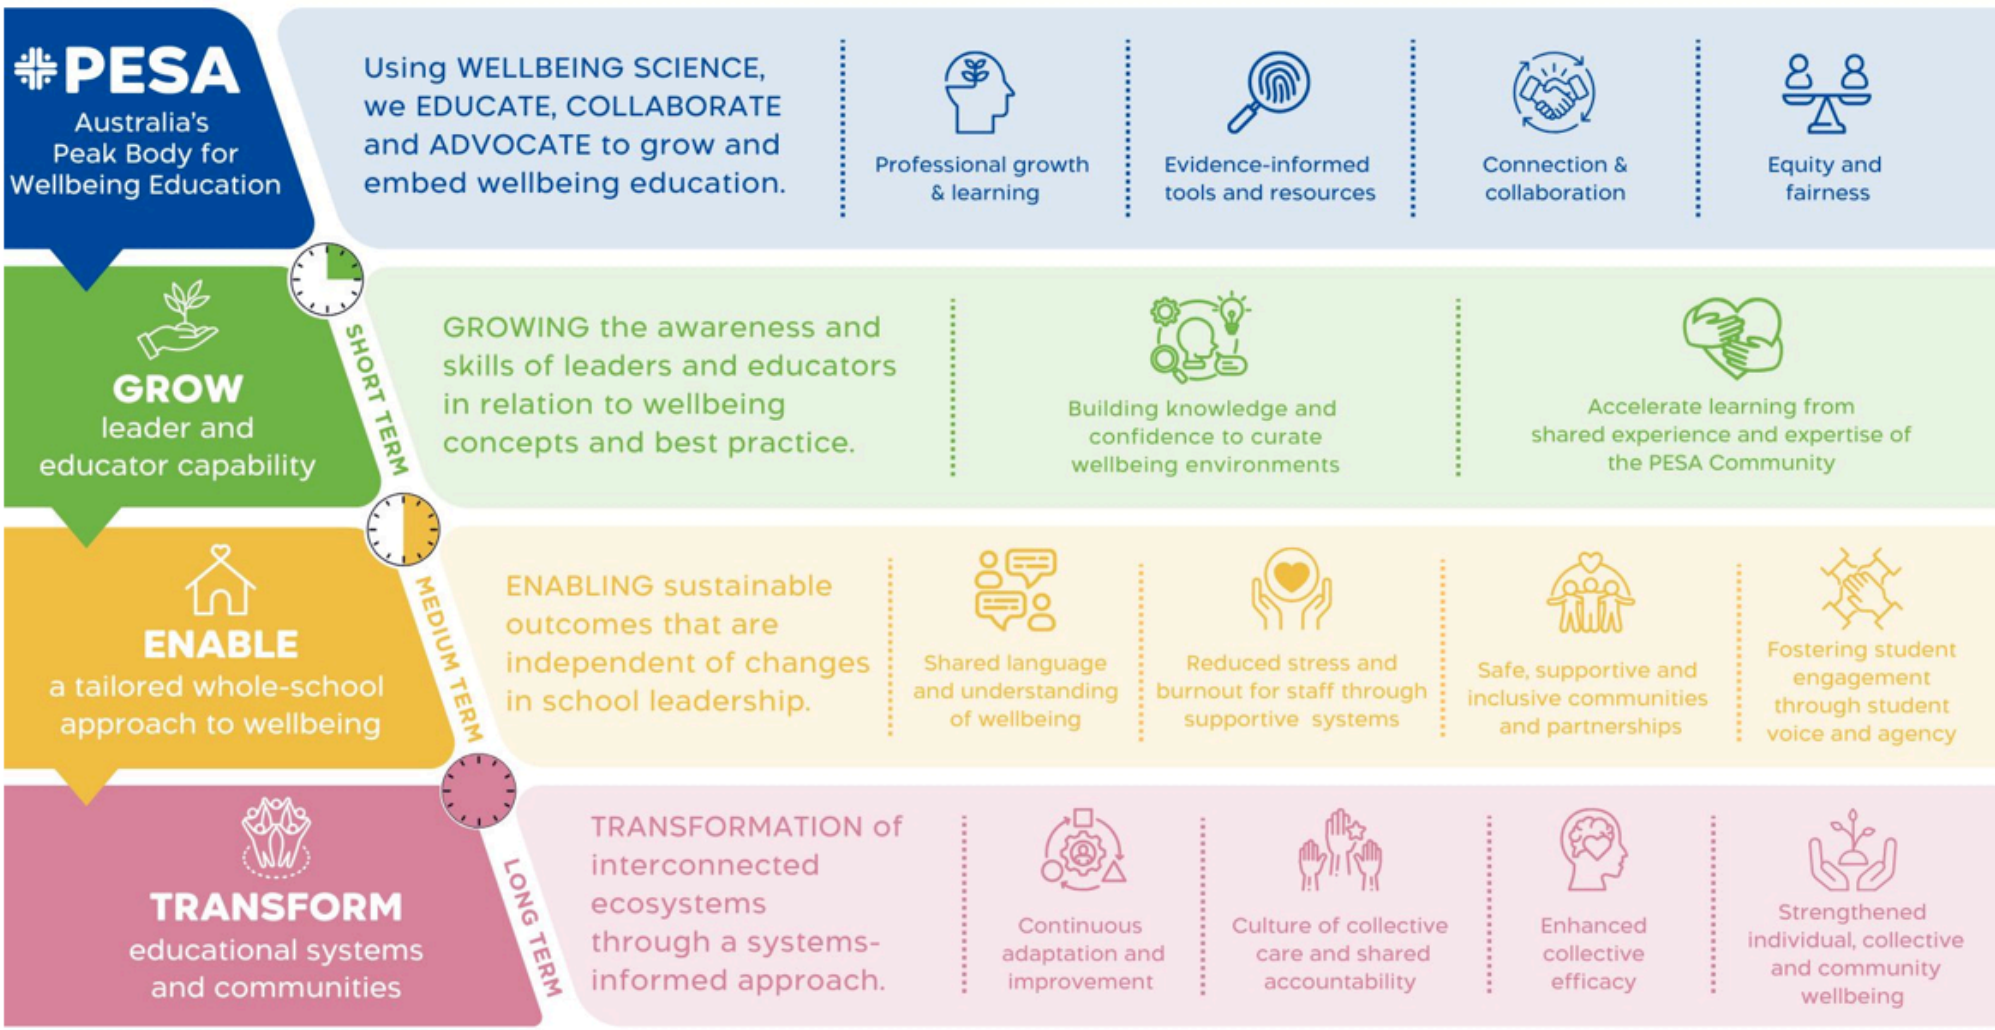 PESA
Australia's
Peak Body for
Wellbeing Education
Using WELLBEING SCIENCE,
we EDUCATE, COLLABORATE
and ADVOCATE to grow and
embed wellbeing education.
Professional growth
& learning
Evidence-informed
tools and resources
Connection &
collaboration
Equity and
fairness
GROW
leader and
educator capability
SHORT TERM
GROWING the awareness and
skills of leaders and educators
in relation to wellbeing
concepts and best practice.
Building knowledge and
confidence to curate
wellbeing environments
Accelerate learning from
shared experience and expertise of
the PESA Community
ENABLE
a tailored whole-school
approach to wellbeing
MEDIUM TERM
ENABLING sustainable
outcomes that are
independent of changes
in school leadership.
Shared language
and understanding
of wellbeing
Reduced stress and
burnout for staff through
supportive systems
Safe, supportive and
inclusive communities
and partnerships
Fostering student
engagement
through student
voice and agency
TRANSFORM
educational systems
and communities
LONG TERM
TRANSFORMATION of
interconnected
ecosystems
through a systems-
informed approach.
Continuous
adaptation and
improvement
Culture of collective
care and shared
accountability
Enhanced
collective
efficacy
Strengthened
individual, collective
and community
wellbeing